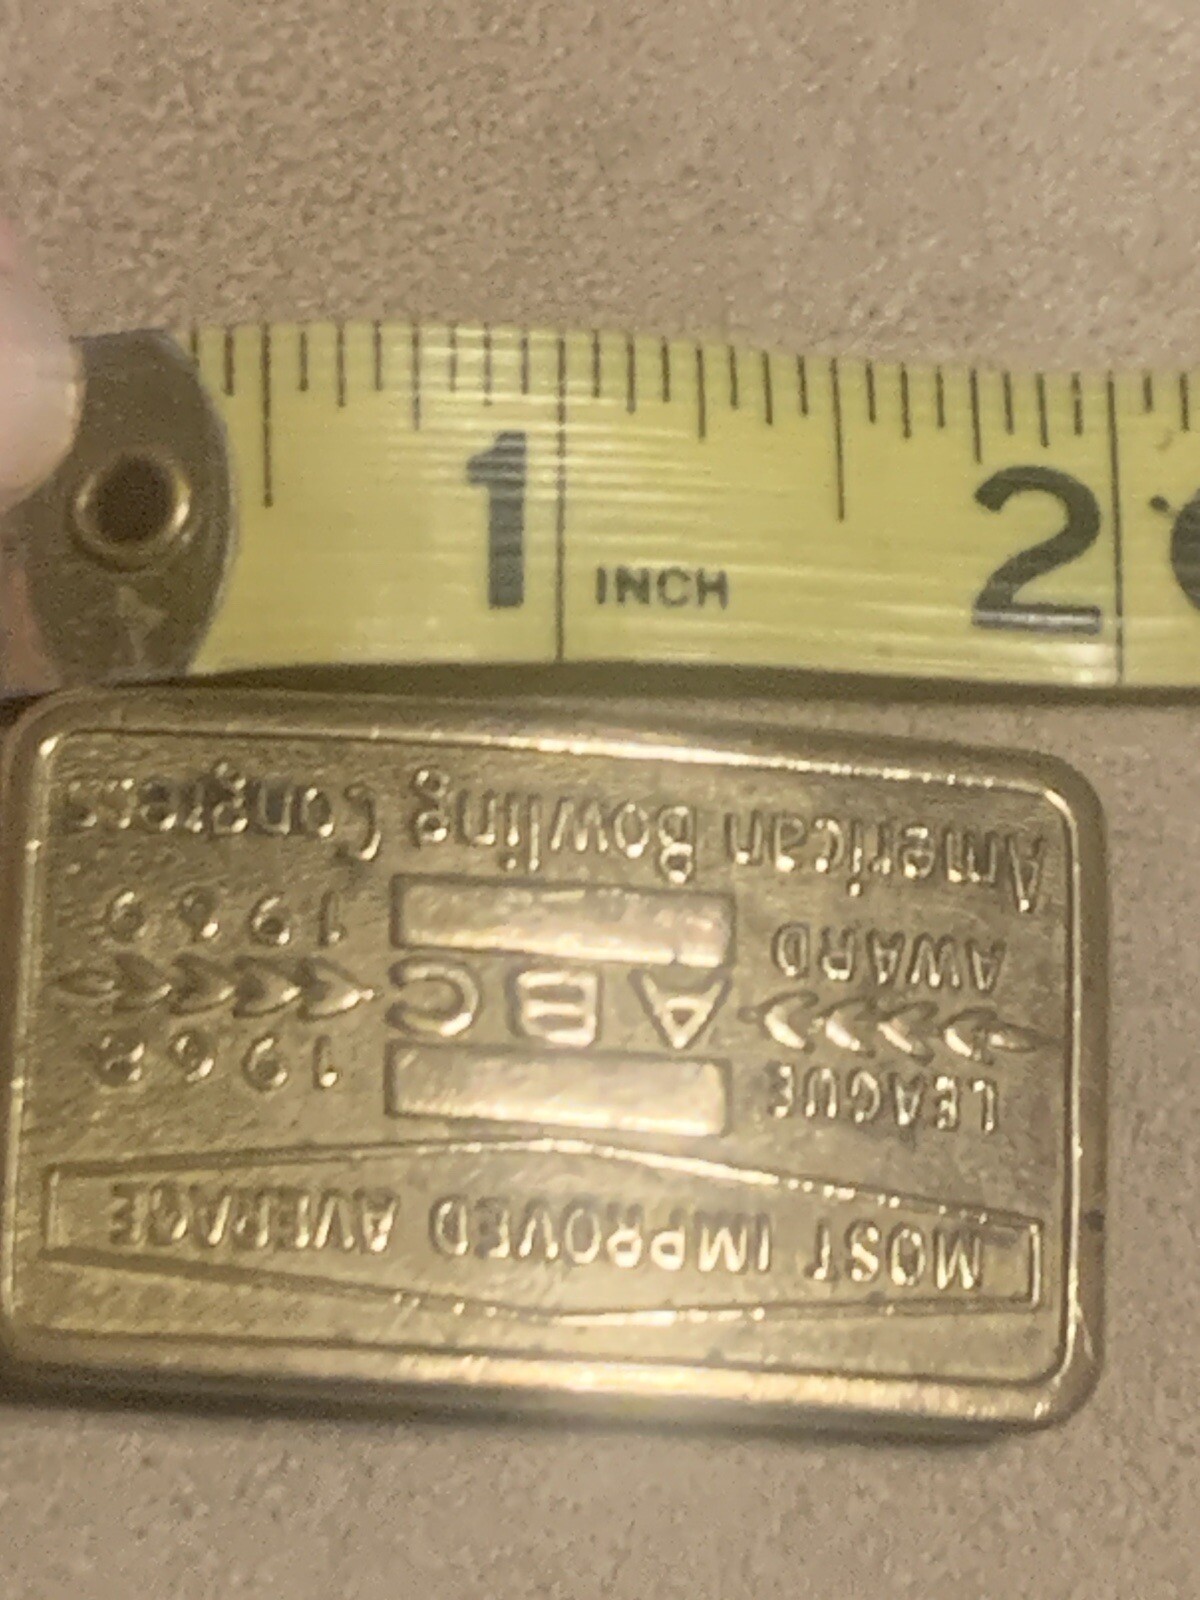 1 INCH 2
MOST IMPROVED AVERAGE
LEAGUE 1968
ABC
AWARD 1969
American Bowling Congress